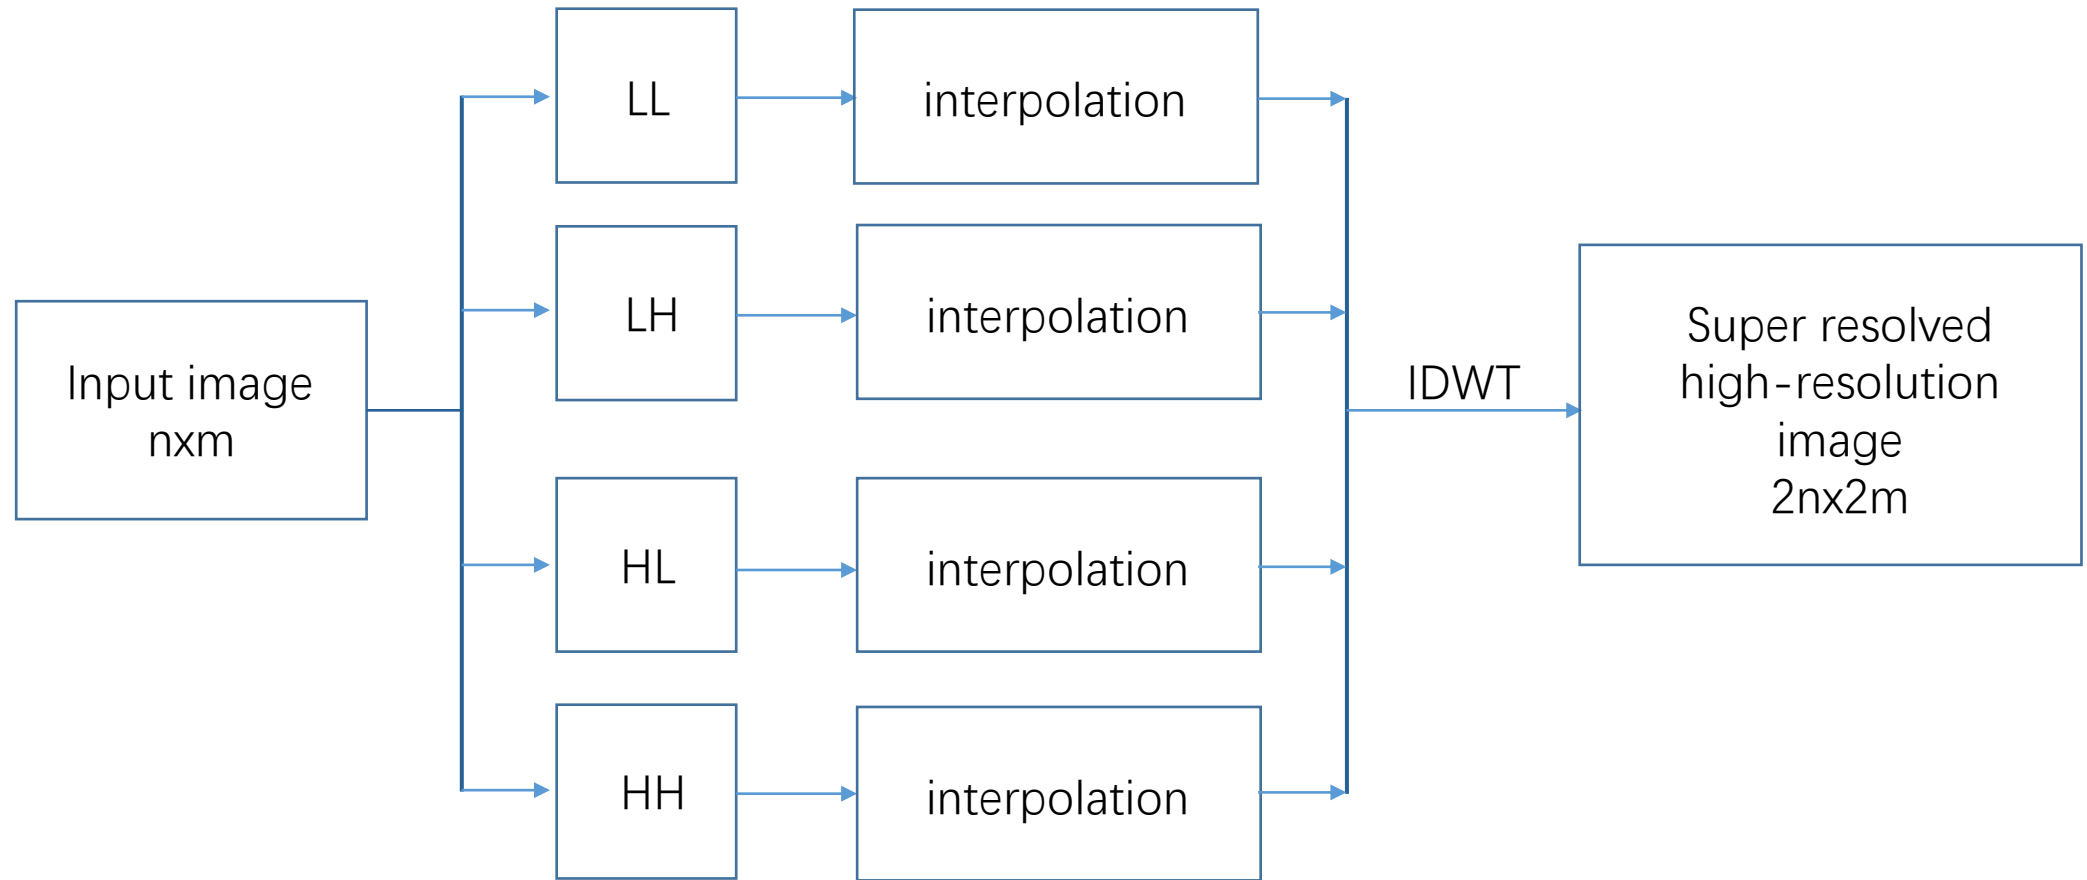 Input image
nxm
LL
interpolation
LH
interpolation
HL
interpolation
HH
interpolation
IDWT
Super resolved
high-resolution
image
2nx2m